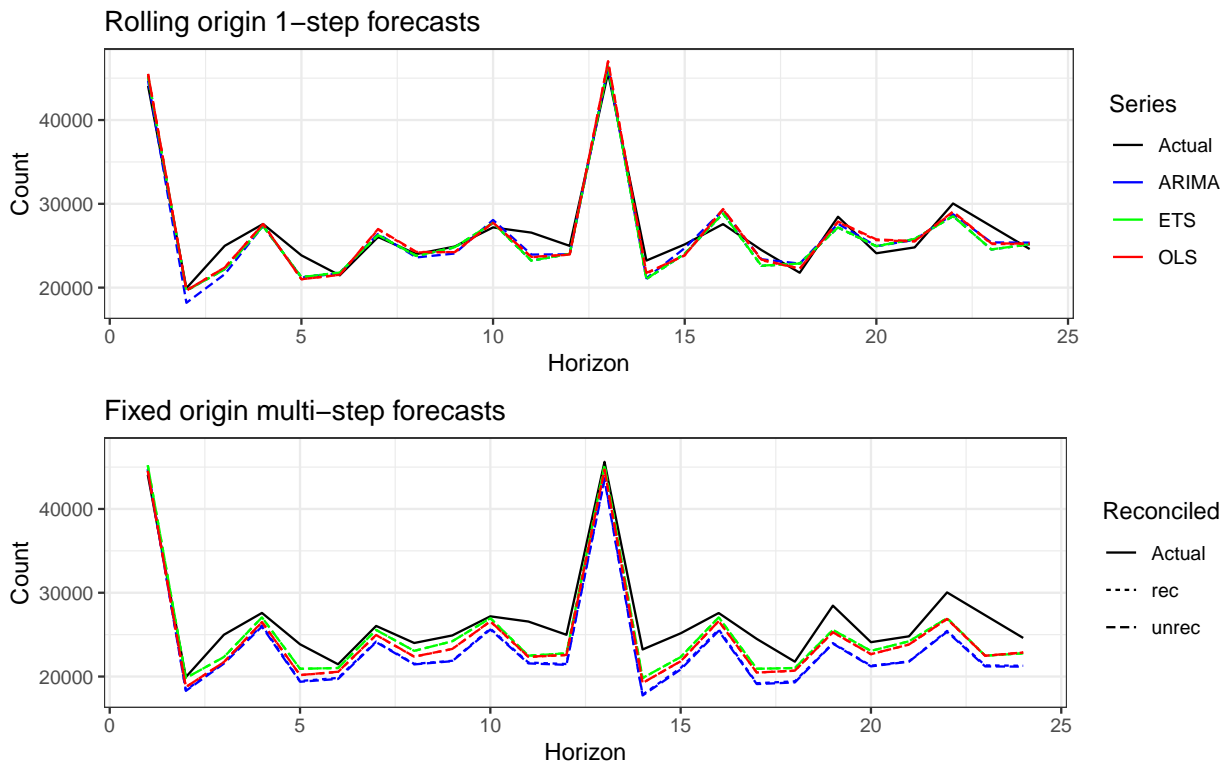 Rolling origin 1−step forecasts
Count
40000
30000
20000
0
5
10
15
20
25
Horizon
Series
Actual
ARIMA
ETS
OLS
Fixed origin multi−step forecasts
Count
40000
30000
20000
0
5
10
15
20
25
Horizon
Reconciled
Actual
rec
unrec